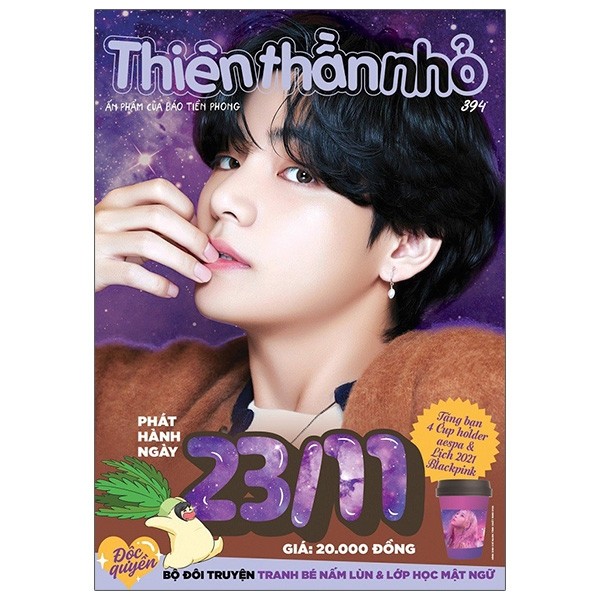 Thiên thần nhỏ
ẤN PHẨM CỦA BÁO TIỀN PHONG
394
PHÁT
HÀNH
NGÀY
23/11
Tặng bạn
4 Cup holder
aespa &
Lịch 2021
Blackpink
GIÁ: 20.000 ĐỒNG
Độc
quyền
BỘ ĐÔI TRUYỆN TRANH BÉ NẤM LÙN & LỚP HỌC MẬT NGỮ